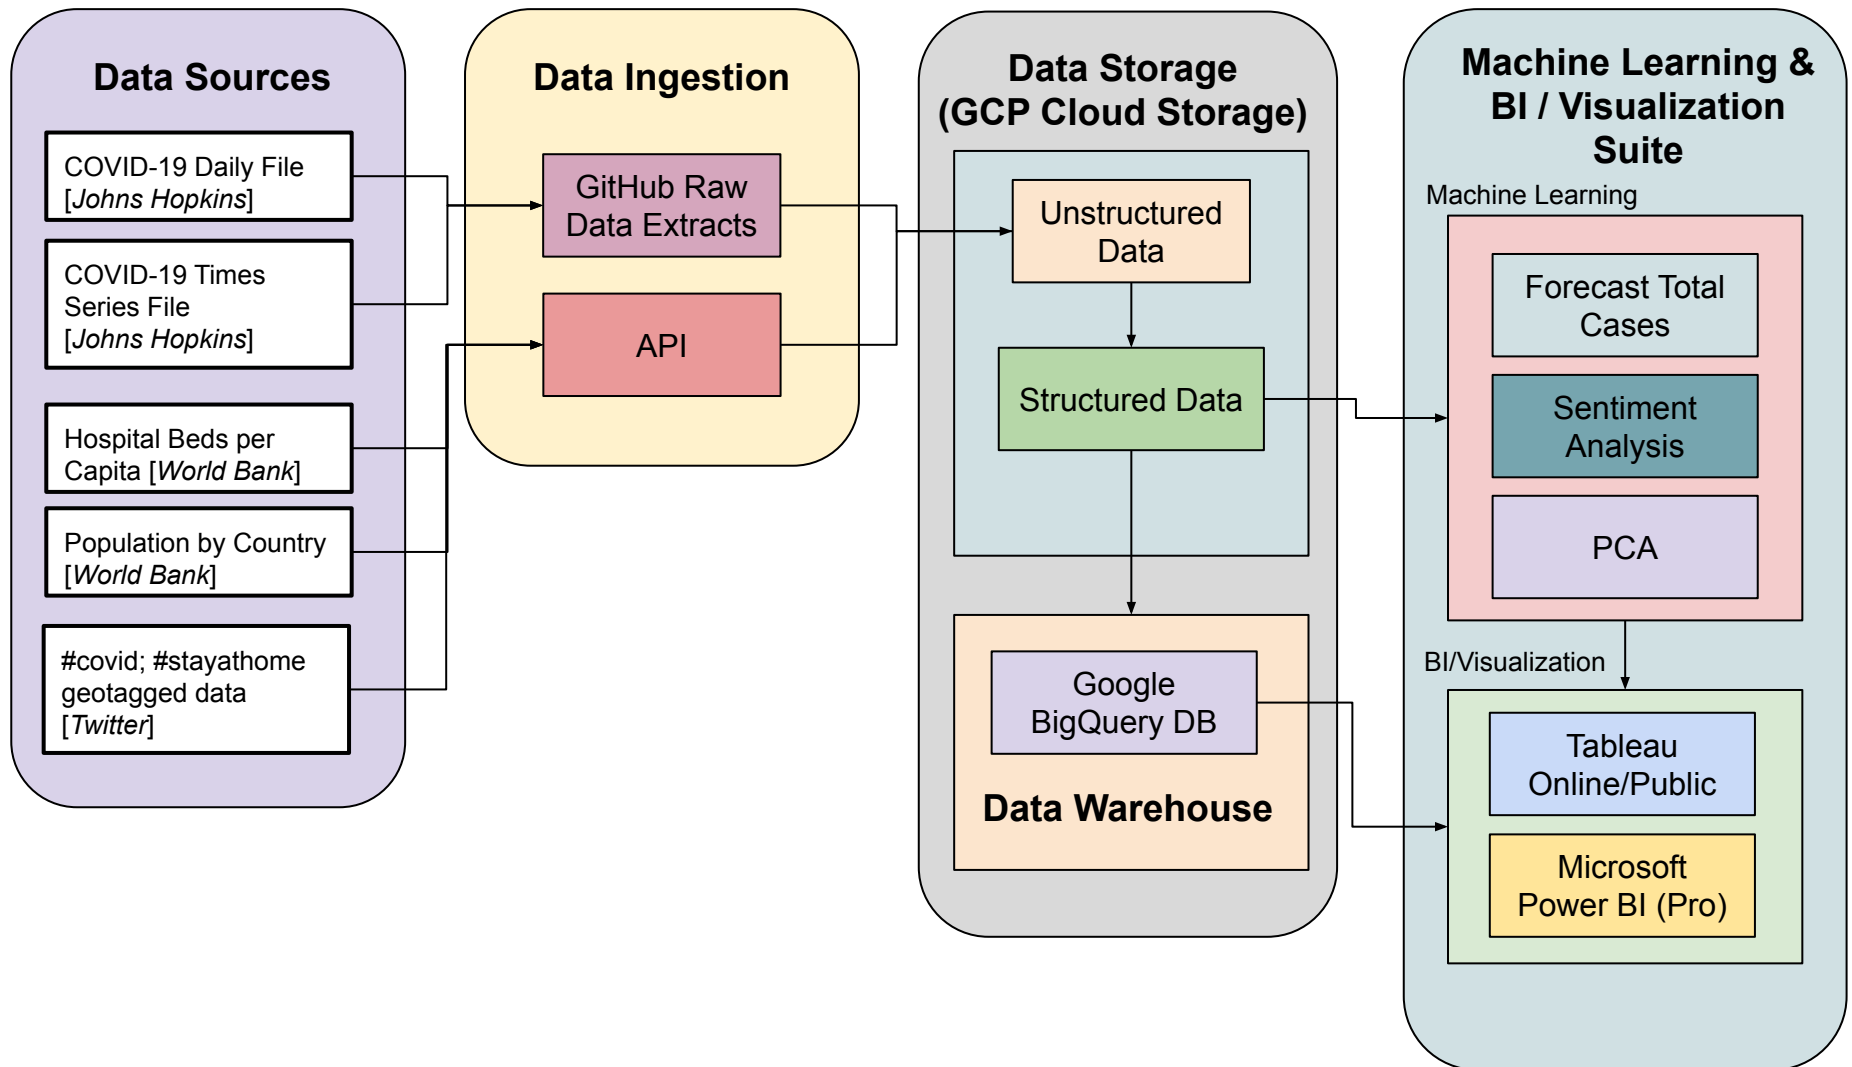 Data Sources
COVID-19 Daily File
[Johns Hopkins]
COVID-19 Times
Series File
[Johns Hopkins]
Hospital Beds per
Capita [World Bank]
Population by Country
[World Bank]
#covid; #stayathome
geotagged data
[Twitter]
Data Ingestion
GitHub Raw
Data Extracts
API
Data Storage
(GCP Cloud Storage)
Unstructured
Data
Structured Data
Google
BigQuery DB
Data Warehouse
Machine Learning &
BI / Visualization
Suite
Machine Learning
Forecast Total
Cases
Sentiment
Analysis
PCA
BI/Visualization
Tableau
Online/Public
Microsoft
Power BI (Pro)